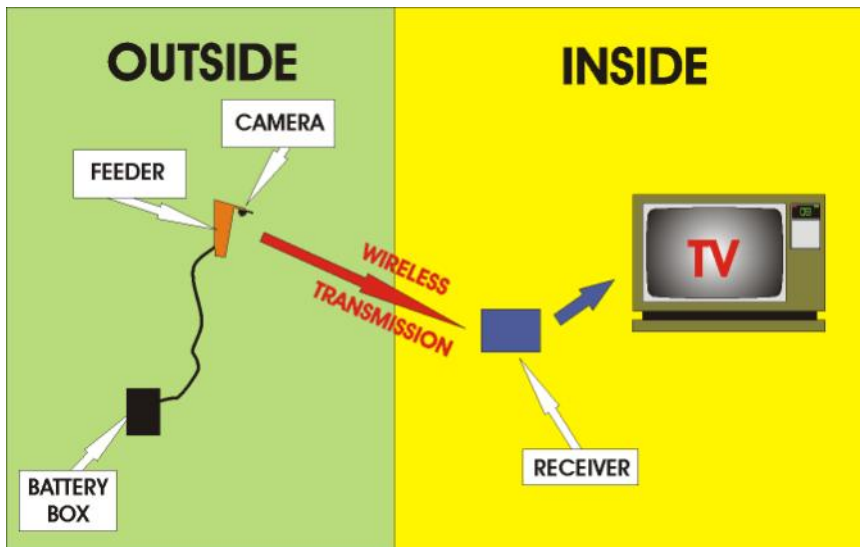 OUTSIDE
INSIDE
CAMERA
FEEDER
WIRELESS
TRANSMISSION
TV
BATTERY
BOX
RECEIVER